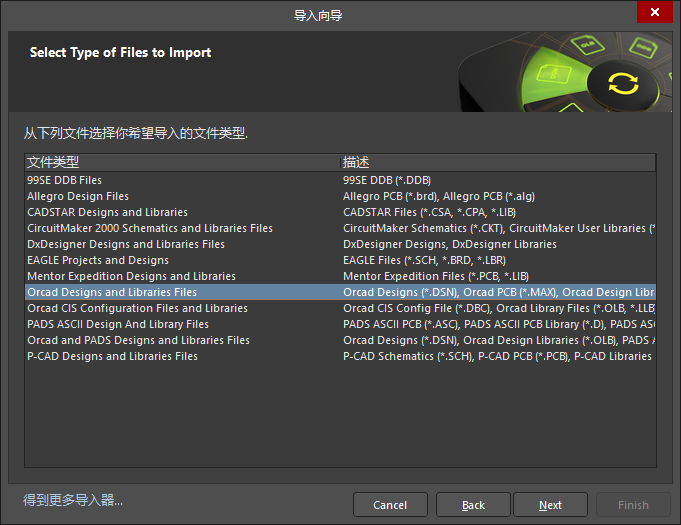 导入向导
Select Type of Files to Import
从下列文件选择你希望导入的文件类型.
文件类型 描述
99SE DDB Files 99SE DDB (*.DDB)
Allegro Design Files Allegro PCB (*.brd), Allegro PCB (*.alg)
CADSTAR Designs and Libraries CADSTAR Files (*.CSA, *.CPA, *.LIB)
CircuitMaker 2000 Schematics and Libraries Files CircuitMaker Schematics (*.CKT), CircuitMaker User Libraries (*
DxDesigner Designs and Libraries Files DxDesigner Designs, DxDesigner Libraries
EAGLE Projects and Designs EAGLE Files (*.SCH, *.BRD, *.LBR)
Mentor Expedition Designs and Libraries Mentor Expedition Files (*.PCB, *.LIB)
Orcad Designs and Libraries Files Orcad Designs (*.DSN), Orcad PCB (*.MAX), Orcad Design Libr
Orcad CIS Configuration Files and Libraries Orcad CIS Config File (*.DBC), Orcad Library Files (*.OLB, *.LLB
PADS ASCII Design And Library Files PADS ASCII PCB (*.ASC), PADS ASCII PCB Library (*.D), PADS ASC
Orcad and PADS Designs and Libraries Files Orcad Designs (*.DSN), Orcad Design Libraries (*.OLB), PADS A
P-CAD Designs and Libraries Files P-CAD Schematics (*.SCH), P-CAD PCB (*.PCB), P-CAD Libraries
得到更多导入器...
Cancel Back Next Finish